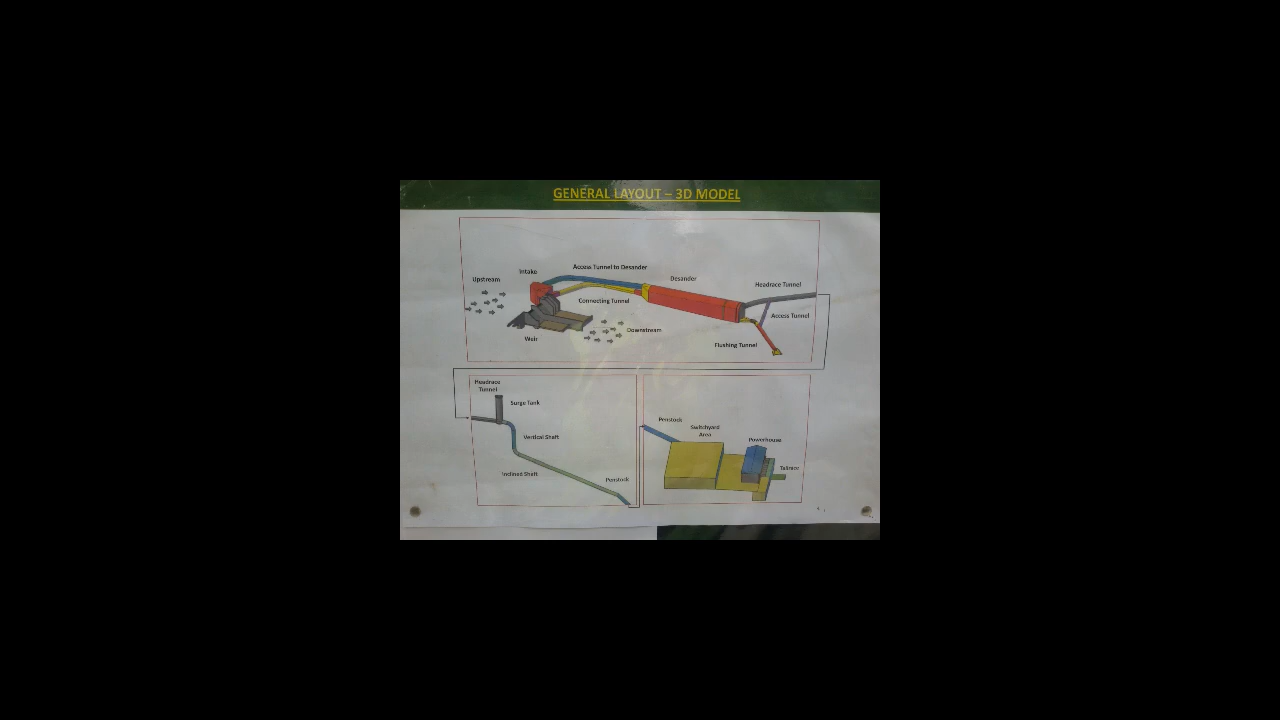 GENERAL LAYOUT – 3D MODEL
Upstream
Intake
Access Tunnel to Desander
Desander
Headrace Tunnel
Connecting Tunnel
Access Tunnel
Downstream
Weir
Flushing Tunnel
Headrace
Tunnel
Surge Tank
Vertical Shaft
Inclined Shaft
Penstock
Penstock
Switchyard
Area
Powerhouse
Tailrace